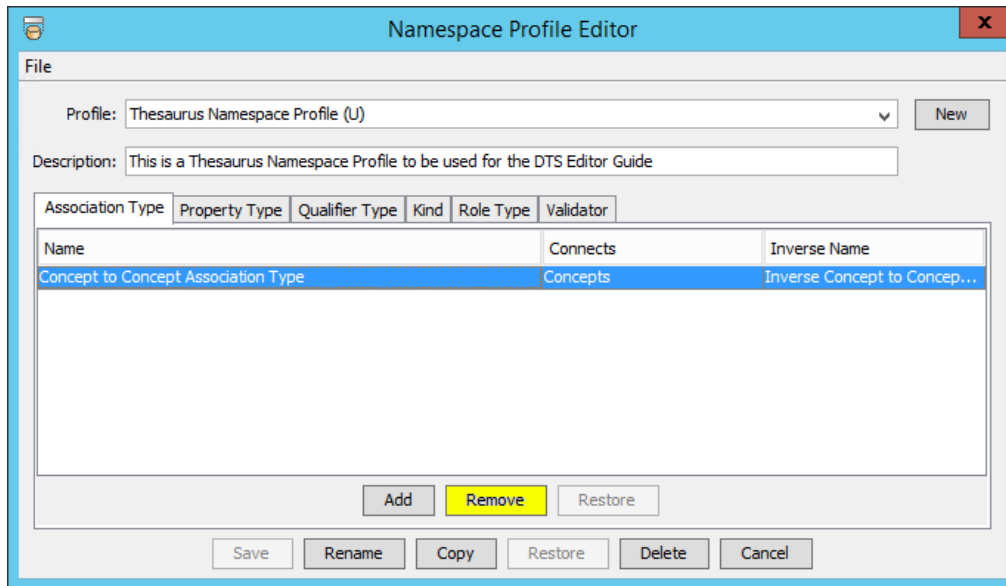 Namespace Profile Editor
x
File
Profile: Thesaurus Namespace Profile (U) New
Description: This is a Thesaurus Namespace Profile to be used for the DTS Editor Guide
Association Type Property Type Qualifier Type Kind Role Type Validator
Name Connects Inverse Name
Concept to Concept Association Type Concepts Inverse Concept to Concep...
Add Remove Restore
Save Rename Copy Restore Delete Cancel